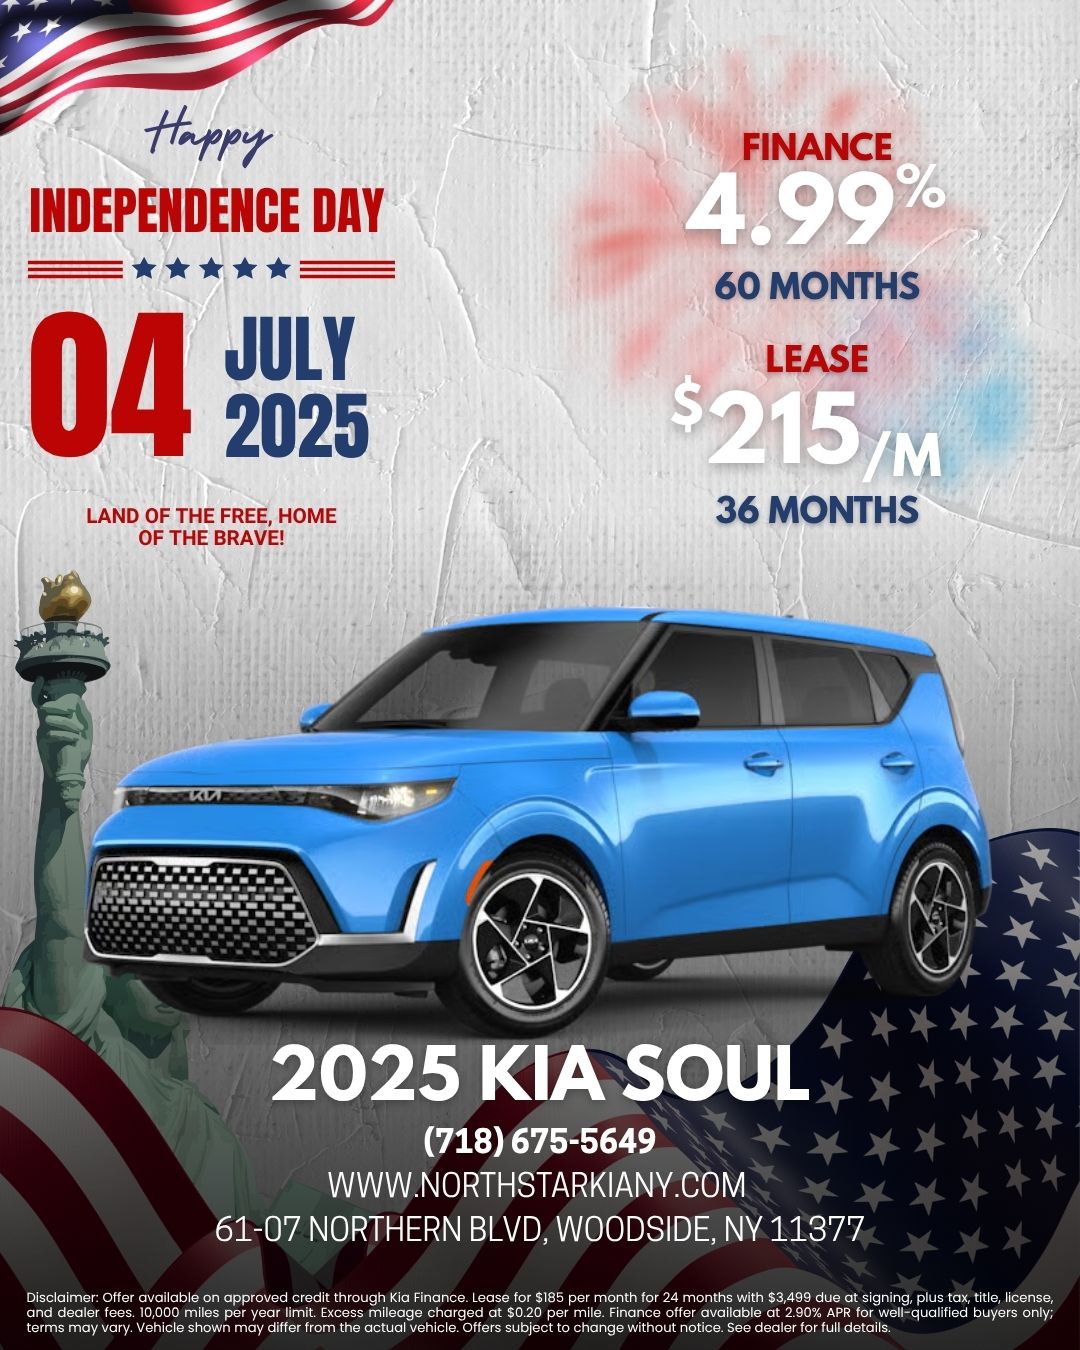 Happy
INDEPENDENCE DAY
04
JULY
2025
LAND OF THE FREE, HOME
OF THE BRAVE!
FINANCE
4.99%
60 MONTHS
LEASE
$215/M
36 MONTHS
KIA
2025 KIA SOUL
(718) 675-5649
WWW.NORTHSTARKIANY.COM
61-07 NORTHERN BLVD, WOODSIDE, NY 11377
Disclaimer: Offer available on approved credit through Kia Finance. Lease for $185 per month for 24 months with $3,499 due at signing, plus tax, title, license,
and dealer fees. 10,000 miles per year limit. Excess mileage charged at $0.20 per mile. Finance offer available at 2.90% APR for well-qualified buyers only;
terms may vary. Vehicle shown may differ from the actual vehicle. Offers subject to change without notice. See dealer for full details.